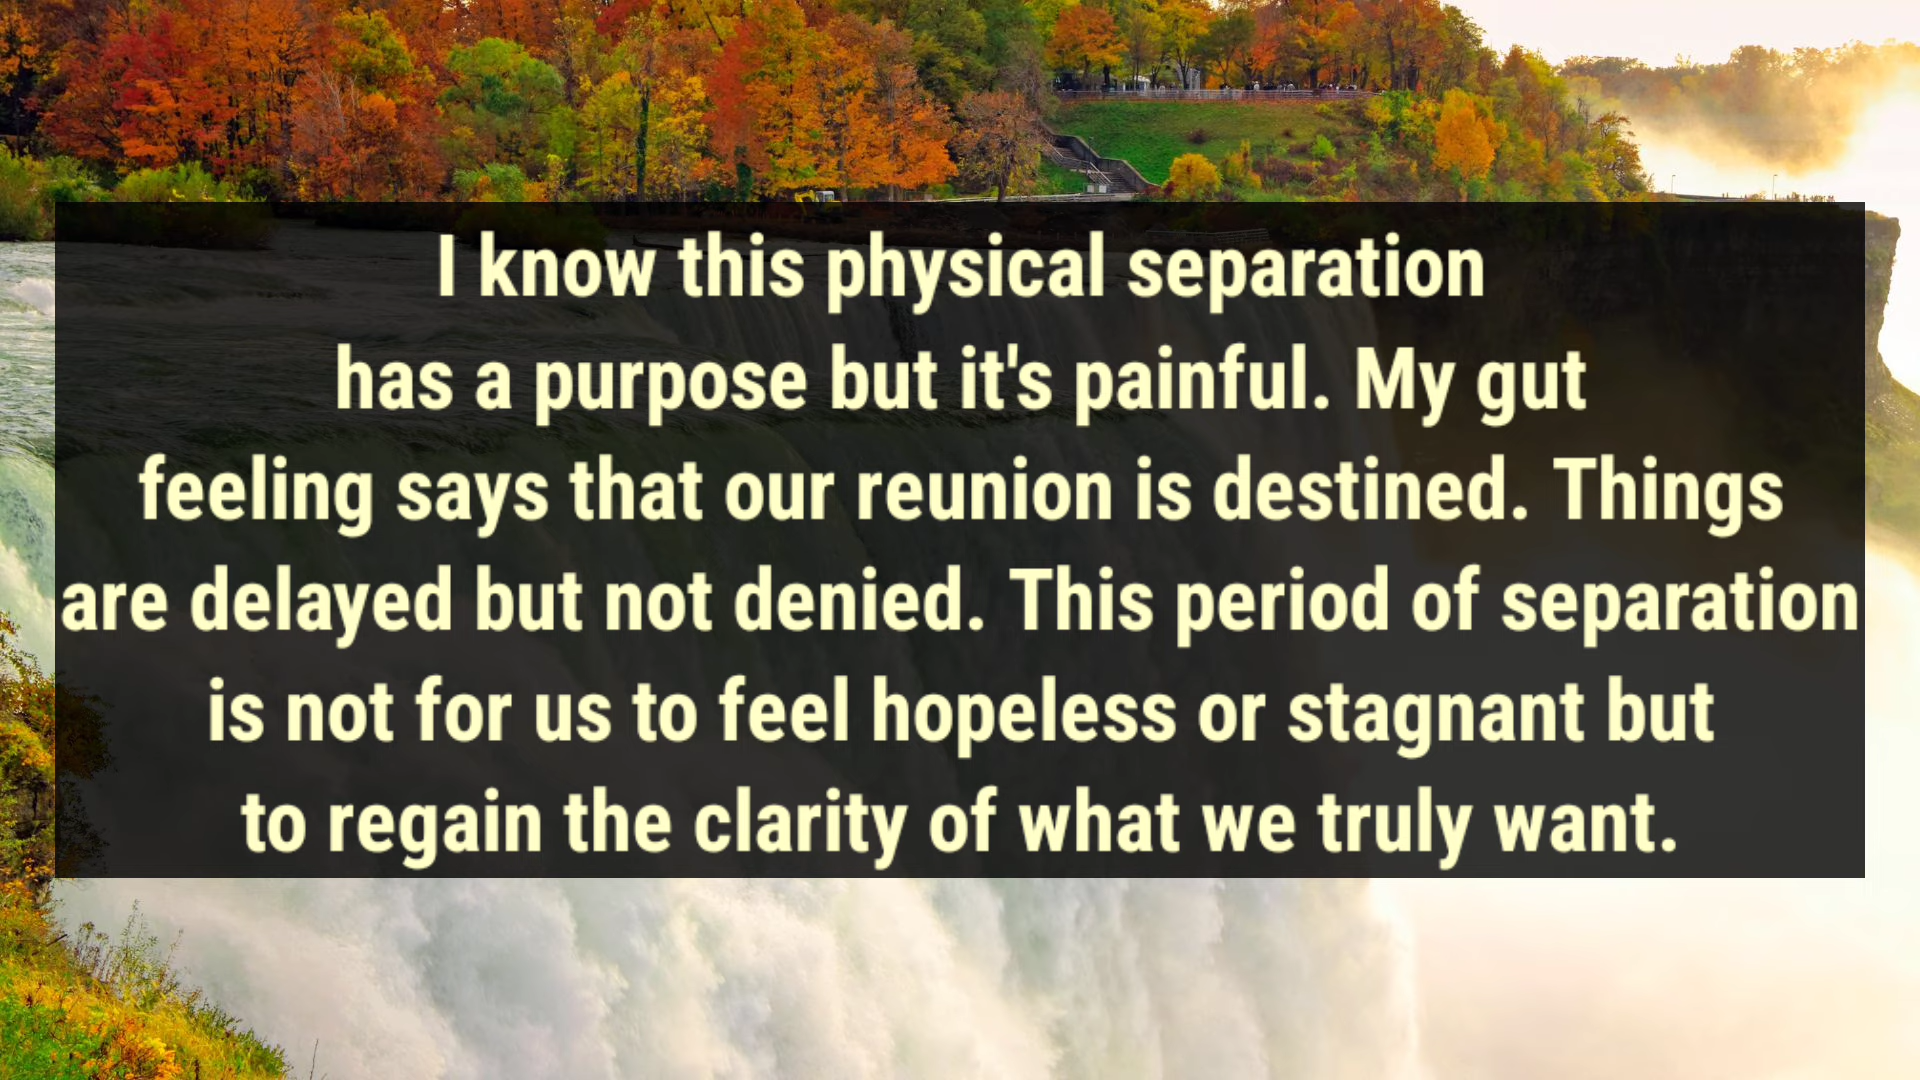 I know this physical separation
has a purpose but it's painful. My gut
feeling says that our reunion is destined. Things
are delayed but not denied. This period of separation
is not for us to feel hopeless or stagnant but
to regain the clarity of what we truly want.